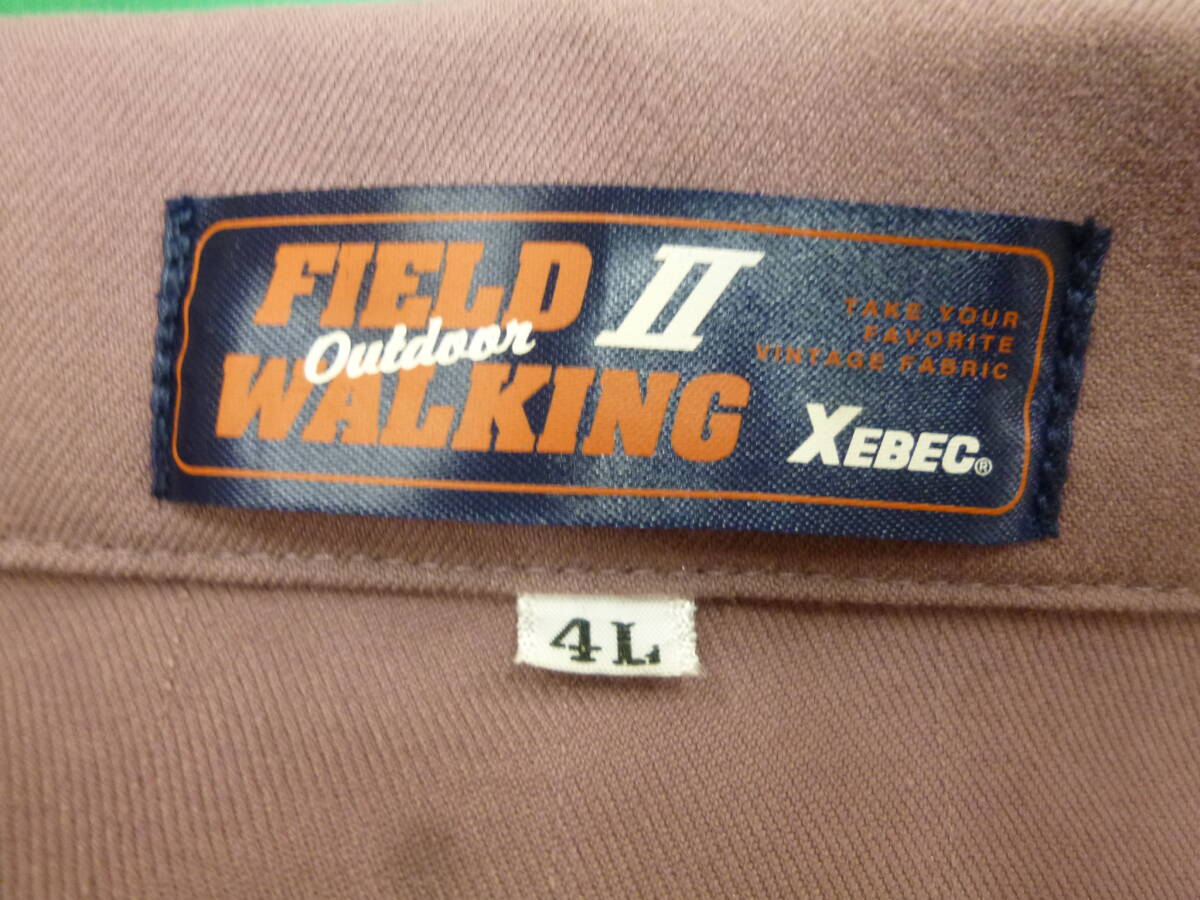 FIELD II
Outdoor
WALKING
TAKE YOUR
FAVORITE
VINTAGE FABRIC
XEBEC®
4L